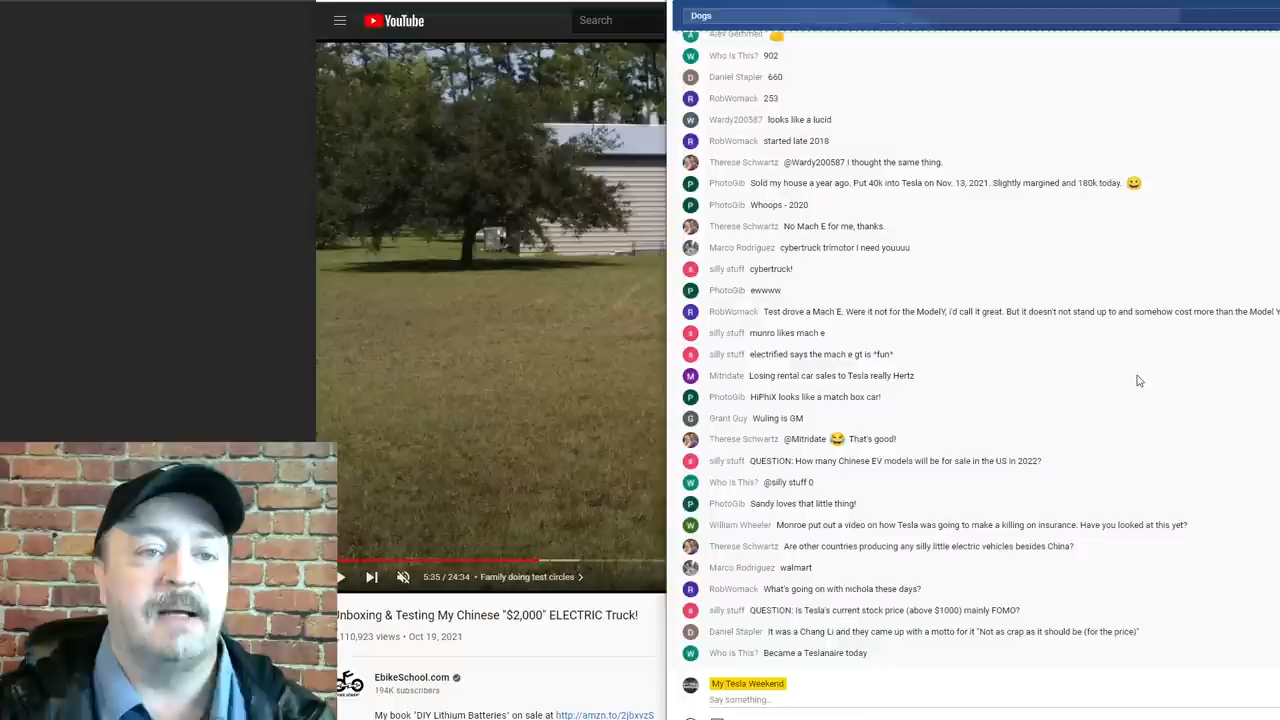 YouTube
Search
5:35 / 24:34 • Family doing test circles
Unboxing & Testing My Chinese "$2,000" ELECTRIC Truck!
110,923 views • Oct 19, 2021
EbikeSchool.com
194K subscribers
My book "DIY Lithium Batteries" on sale at http://amzn.to/2jbxvzS
Dogs
A Alex Gemmell
W Who Is This? 902
D Daniel Stapler 660
R RobWomack 253
W Wardy200587 looks like a lucid
R RobWomack started late 2018
Therese Schwartz @Wardy200587 I thought the same thing.
P PhotoGib Sold my house a year ago. Put 40k into Tesla on Nov. 13, 2021. Slightly margined and 180k today. 😀
P PhotoGib Whoops - 2020
Therese Schwartz No Mach E for me, thanks.
Marco Rodriguez cybertruck trimotor I need youuuu
s silly stuff cybertruck!
P PhotoGib ewwww
R RobWomack Test drove a Mach E. Were it not for the ModelY, i'd call it great. But it doesn't not stand up to and somehow cost more than the Model Y
s silly stuff munro likes mach e
s silly stuff electrified says the mach e gt is *fun*
M Mitridate Losing rental car sales to Tesla really Hertz
P PhotoGib HiPhiX looks like a match box car!
G Grant Guy Wuling is GM
Therese Schwartz @Mitridate 😂 That's good!
s silly stuff QUESTION: How many Chinese EV models will be for sale in the US in 2022?
W Who Is This? @silly stuff 0
P PhotoGib Sandy loves that little thing!
W William Wheeler Monroe put out a video on how Tesla was going to make a killing on insurance. Have you looked at this yet?
Therese Schwartz Are other countries producing any silly little electric vehicles besides China?
Marco Rodriguez walmart
R RobWomack What's going on with nichola these days?
s silly stuff QUESTION: Is Tesla's current stock price (above $1000) mainly FOMO?
D Daniel Stapler It was a Chang Li and they came up with a motto for it "Not as crap as it should be (for the price)"
W Who Is This? Became a Teslanaire today
My Tesla Weekend
Say something...